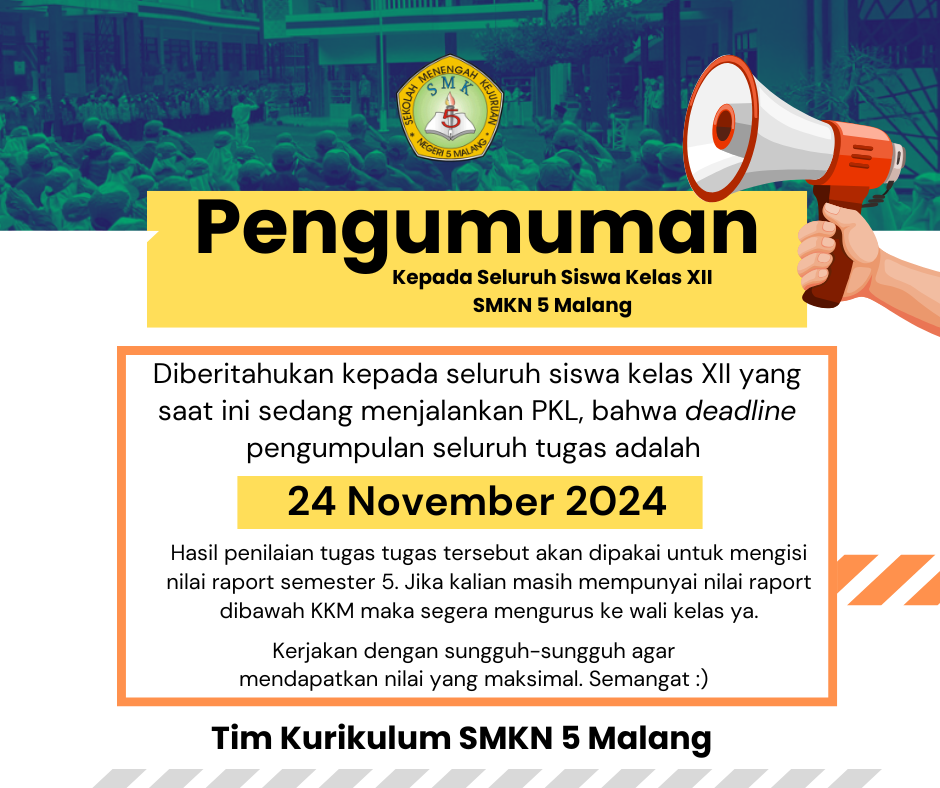 SEKOLAH MENENGAH KEJURUAN
SMK
5
NEGERI 5 MALANG
Pengumuman
Kepada Seluruh Siswa Kelas XII
SMKN 5 Malang
Diberitahukan kepada seluruh siswa kelas XII yang
saat ini sedang menjalankan PKL, bahwa deadline
pengumpulan seluruh tugas adalah
24 November 2024
Hasil penilaian tugas tugas tersebut akan dipakai untuk mengisi
nilai raport semester 5. Jika kalian masih mempunyai nilai raport
dibawah KKM maka segera mengurus ke wali kelas ya.
Kerjakan dengan sungguh-sungguh agar
mendapatkan nilai yang maksimal. Semangat :)
Tim Kurikulum SMKN 5 Malang